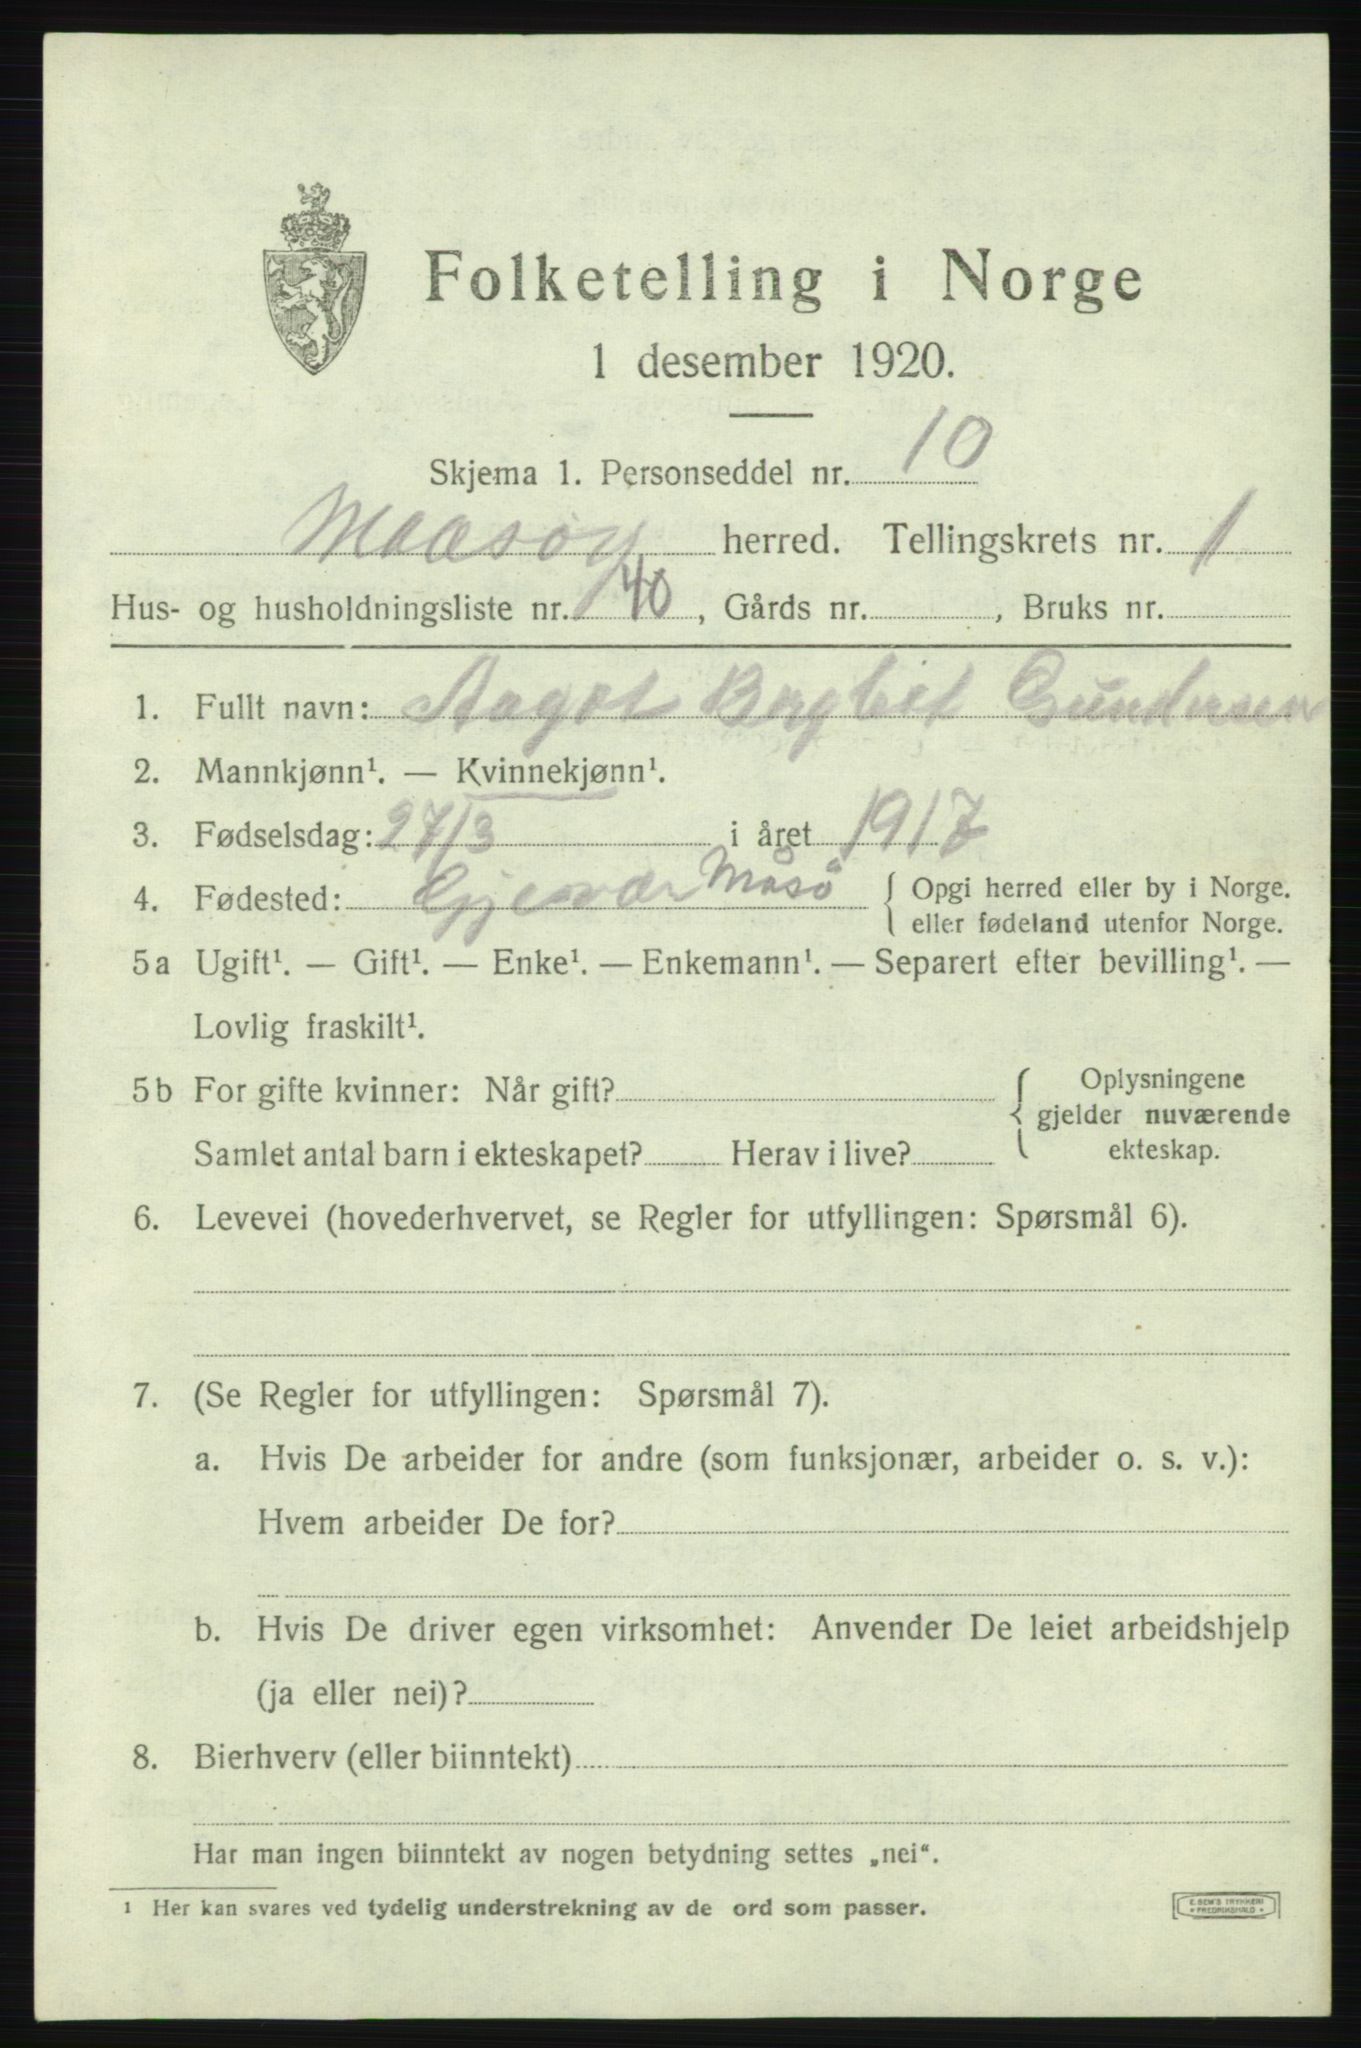 Folketelling i Norge
1 desember 1920.
Skjema 1. Personseddel nr. 10
Maasøy herred. Tellingskrets nr. 1
Hus- og husholdningsliste nr. 40, Gårds nr. , Bruks nr.
1. Fullt navn: Aagot Bergljot Gundersen
2. Mannkjønn¹. — Kvinnekjønn¹.
3. Fødselsdag: 27/3 i året 1917
4. Fødested: Gjesvær Måsö { Opgi herred eller by i Norge.
eller fødeland utenfor Norge.
5a Ugift¹. — Gift¹. — Enke¹. — Enkemann¹. — Separert efter bevilling¹. —
Lovlig fraskilt¹.
5b For gifte kvinner: Når gift? { Oplysningene
gjelder nuværende
Samlet antal barn i ekteskapet? Herav i live? ekteskap.
6. Levevei (hovederhvervet, se Regler for utfyllingen: Spørsmål 6).
7. (Se Regler for utfyllingen: Spørsmål 7).
a. Hvis De arbeider for andre (som funksjonær, arbeider o. s. v.):
Hvem arbeider De for?
b. Hvis De driver egen virksomhet: Anvender De leiet arbeidshjelp
(ja eller nei)?
8. Bierhverv (eller biinntekt)
Har man ingen biinntekt av nogen betydning settes „nei“.
¹ Her kan svares ved tydelig understrekning av de ord som passer.
E. SEM'S TRYKKERI
• FREDRIKSHALD •